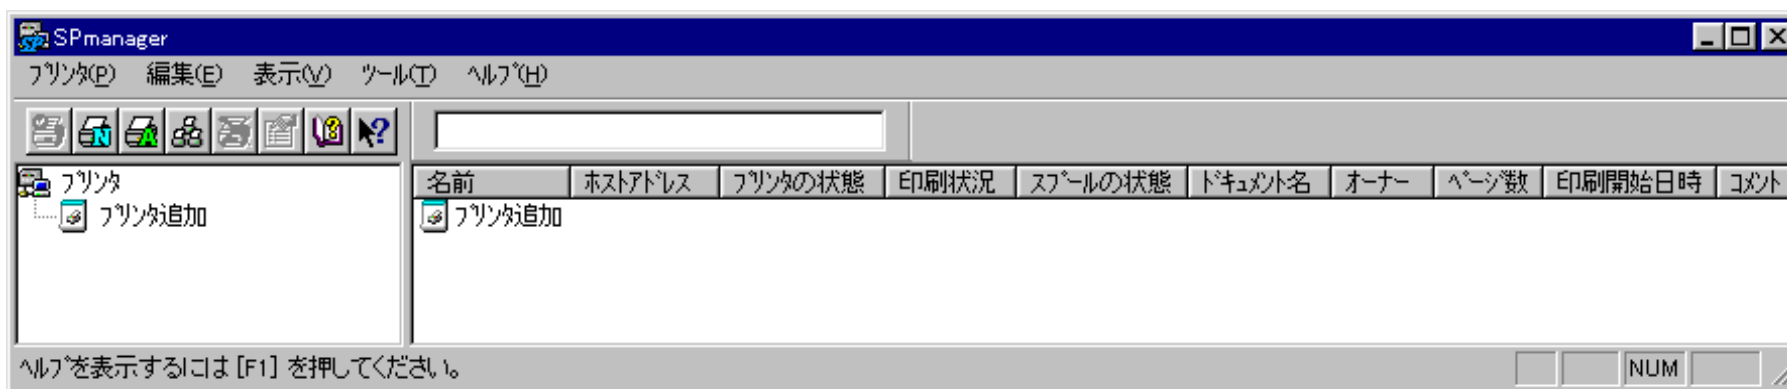 SPmanager
ﾌﾟﾘﾝﾀ(P) 編集(E) 表示(V) ﾂｰﾙ(T) ﾍﾙﾌﾟ(H)
ﾌﾟﾘﾝﾀ
名前 ﾎｽﾄｱﾄﾞﾚｽ ﾌﾟﾘﾝﾀの状態 印刷状況 ｽﾌﾟｰﾙの状態 ﾄﾞｷｭﾒﾝﾄ名 ｵｰﾅｰ ﾍﾟｰｼﾞ数 印刷開始日時 ｺﾒﾝﾄ
ﾌﾟﾘﾝﾀ追加
ﾌﾟﾘﾝﾀ追加
ﾍﾙﾌﾟを表示するには [F1] を押してください。
NUM